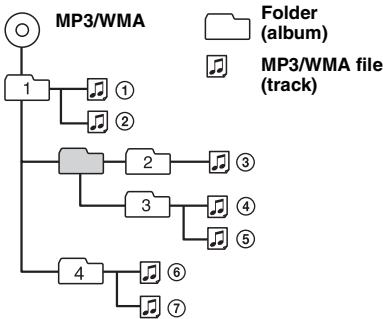 MP3/WMA
Folder
(album)
MP3/WMA file
(track)
1
①
②
2
③
3
④
⑤
4
⑥
⑦